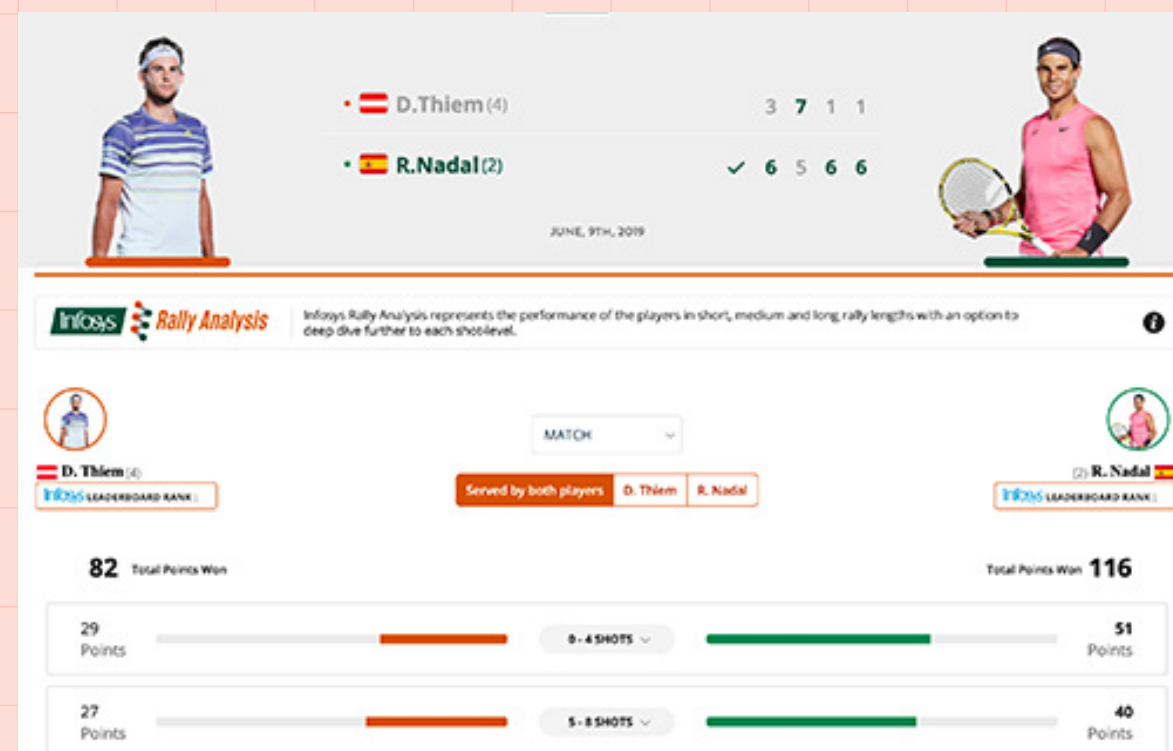 D.Thiem (4) 3 7 1 1
R.Nadal (2) ✓ 6 5 6 6
JUNE, 9TH, 2019
Infosys Rally Analysis
Infosys Rally Analysis represents the performance of the players in short, medium and long rally lengths with an option to
deep dive further to each shot-level.
i
MATCH
D. Thiem (4)
(2) R. Nadal
Infosys LEADERBOARD RANK :
Served by both players D. Thiem R. Nadal
Infosys LEADERBOARD RANK :
82 Total Points Won
Total Points Won 116
29
Points
0 - 4 SHOTS
51
Points
27
Points
5 - 8 SHOTS
40
Points